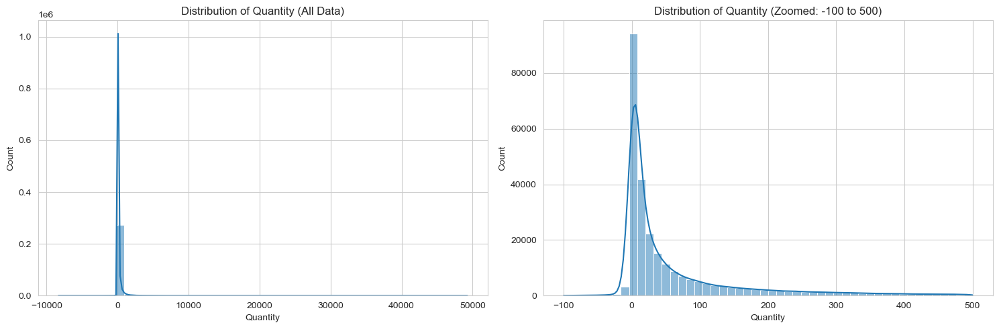 Distribution of Quantity (All Data)
1e6
1.0
0.8
0.6
0.4
0.2
0.0
Count
−10000 0 10000 20000 30000 40000 50000
Quantity
Distribution of Quantity (Zoomed: -100 to 500)
80000
60000
40000
20000
0
Count
−100 0 100 200 300 400 500
Quantity